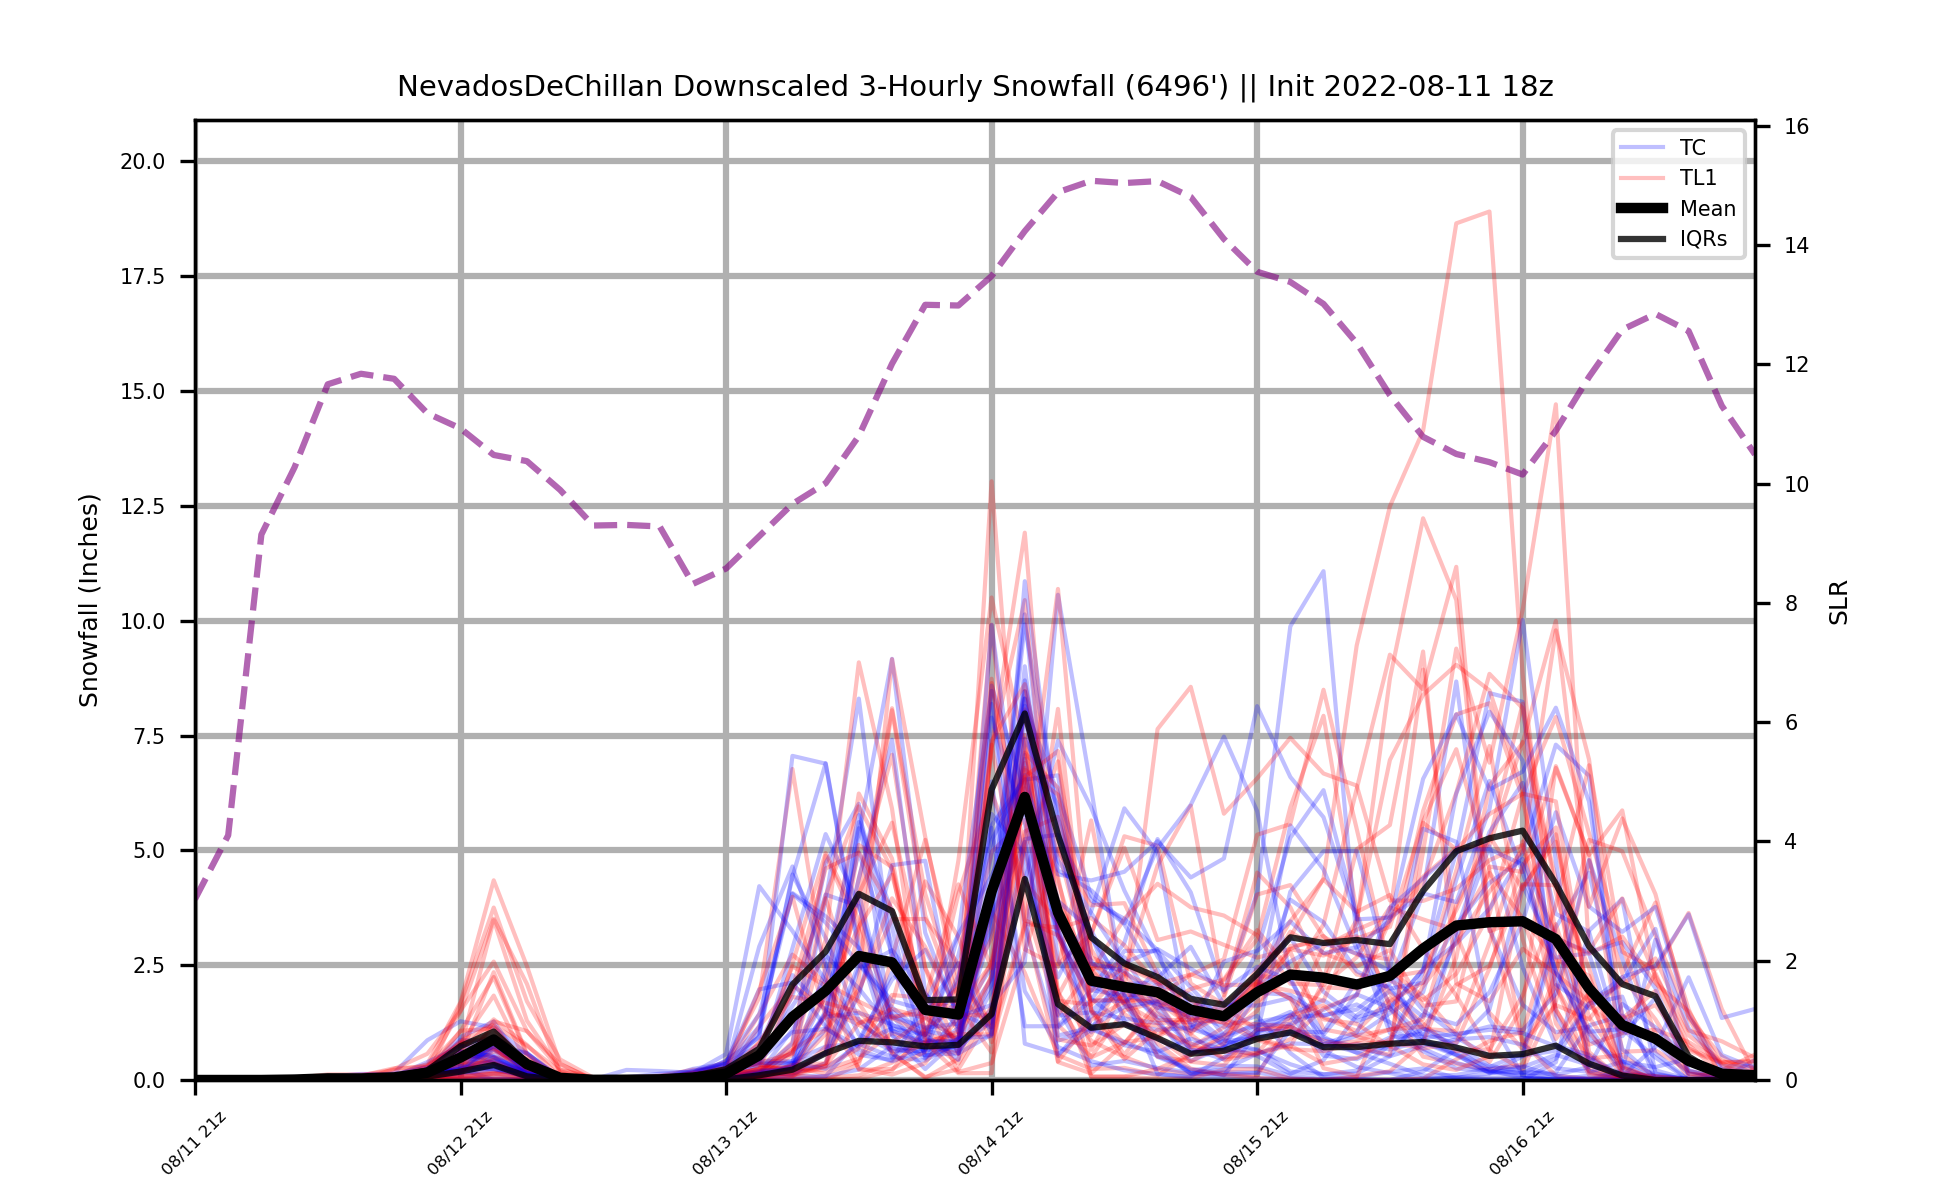 NevadosDeChillan Downscaled 3-Hourly Snowfall (6496') || Init 2022-08-11 18z
TC
TL1
Mean
IQRs
Snowfall (Inches)
20.0
17.5
15.0
12.5
10.0
7.5
5.0
2.5
0.0
16
14
12
10
8
6
4
2
0
SLR
08/11 21z
08/12 21z
08/13 21z
08/14 21z
08/15 21z
08/16 21z